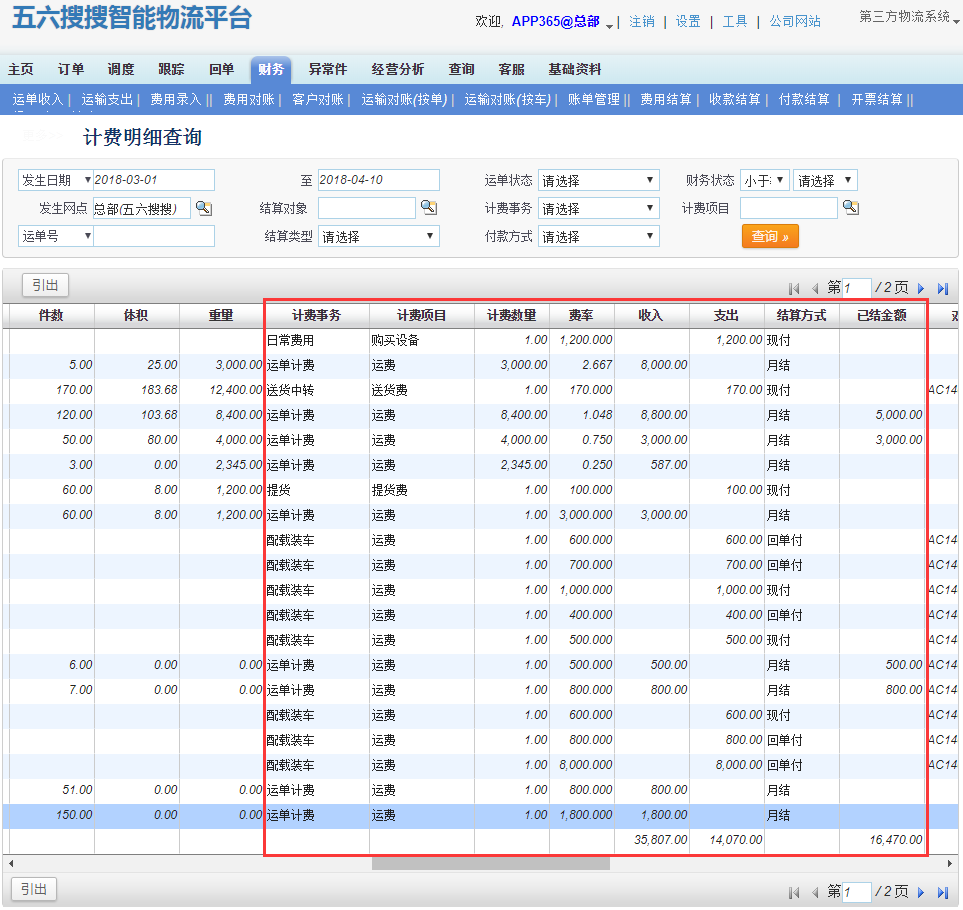 五六搜搜智能物流平台
欢迎, APP365@总部 | 注销 | 设置 | 工具 | 公司网站 第三方物流系统
主页 订单 调度 跟踪 回单 财务 异常件 经营分析 查询 客服 基础资料
运单收入 | 运输支出 | 费用录入 || 费用对账 | 客户对账 | 运输对账(按单) | 运输对账(按车) | 账单管理 || 费用结算 | 收款结算 | 付款结算 | 开票结算 ||
计费明细查询
发生日期 2018-03-01 至 2018-04-10 运单状态 请选择 财务状态 小于 请选择
发生网点 总部(五六搜搜) 结算对象 计费事务 请选择 计费项目
运单号 结算类型 请选择 付款方式 请选择 查询 »
引出 第 1 / 2 页
件数 体积 重量 计费事务 计费项目 计费数量 费率 收入 支出 结算方式 已结金额
日常费用 购买设备 1.00 1,200.000 1,200.00 现付
5.00 25.00 3,000.00 运单计费 运费 3,000.00 2.667 8,000.00 月结
170.00 183.68 12,400.00 送货中转 送货费 1.00 170.000 170.00 现付 AC14
120.00 103.68 8,400.00 运单计费 运费 8,400.00 1.048 8,800.00 月结 5,000.00
50.00 80.00 4,000.00 运单计费 运费 4,000.00 0.750 3,000.00 月结 3,000.00
3.00 0.00 2,345.00 运单计费 运费 2,345.00 0.250 587.00 月结
60.00 8.00 1,200.00 提货 提货费 1.00 100.000 100.00 现付
60.00 8.00 1,200.00 运单计费 运费 1.00 3,000.000 3,000.00 月结
配载装车 运费 1.00 600.000 600.00 回单付 AC14
配载装车 运费 1.00 700.000 700.00 回单付 AC14
配载装车 运费 1.00 1,000.000 1,000.00 现付 AC14
配载装车 运费 1.00 400.000 400.00 回单付 AC14
配载装车 运费 1.00 500.000 500.00 现付 AC14
6.00 0.00 0.00 运单计费 运费 1.00 500.000 500.00 月结 500.00 AC14
7.00 0.00 0.00 运单计费 运费 1.00 800.000 800.00 月结 800.00 AC14
配载装车 运费 1.00 600.000 600.00 现付 AC14
配载装车 运费 1.00 800.000 800.00 回单付 AC14
配载装车 运费 1.00 8,000.000 8,000.00 回单付 AC14
51.00 0.00 0.00 运单计费 运费 1.00 800.000 800.00 月结
150.00 0.00 0.00 运单计费 运费 1.00 1,800.000 1,800.00 月结
35,807.00 14,070.00 16,470.00
引出 第 1 / 2 页